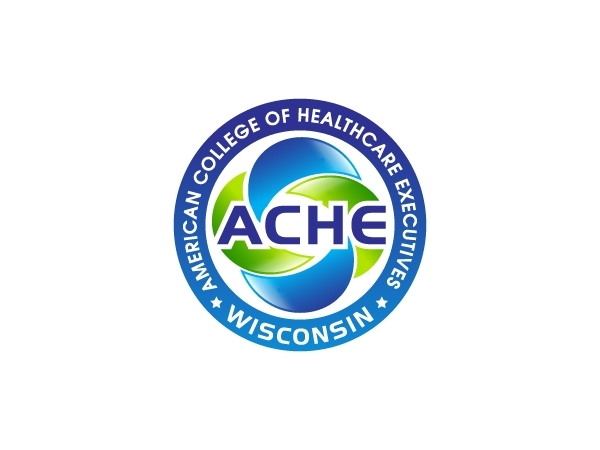 AMERICAN COLLEGE OF HEALTHCARE EXECUTIVES
ACHE
WISCONSIN